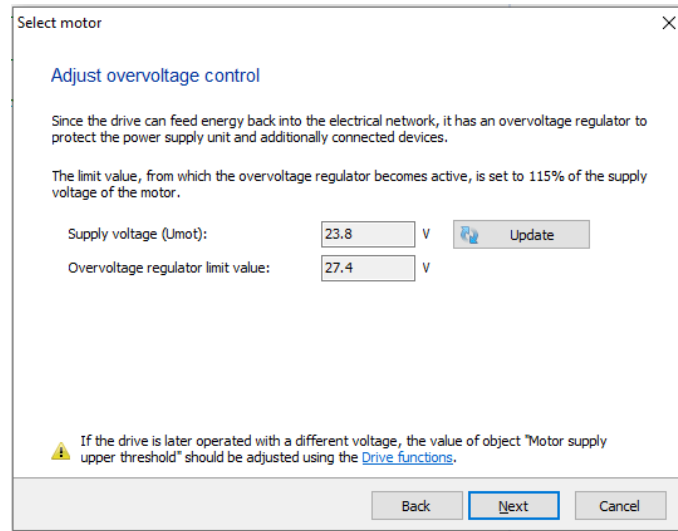 Select motor
Adjust overvoltage control
Since the drive can feed energy back into the electrical network, it has an overvoltage regulator to
protect the power supply unit and additionally connected devices.
The limit value, from which the overvoltage regulator becomes active, is set to 115% of the supply
voltage of the motor.
Supply voltage (Umot): 23.8 V Update
Overvoltage regulator limit value: 27.4 V
If the drive is later operated with a different voltage, the value of object "Motor supply
upper threshold" should be adjusted using the Drive functions.
Back Next Cancel